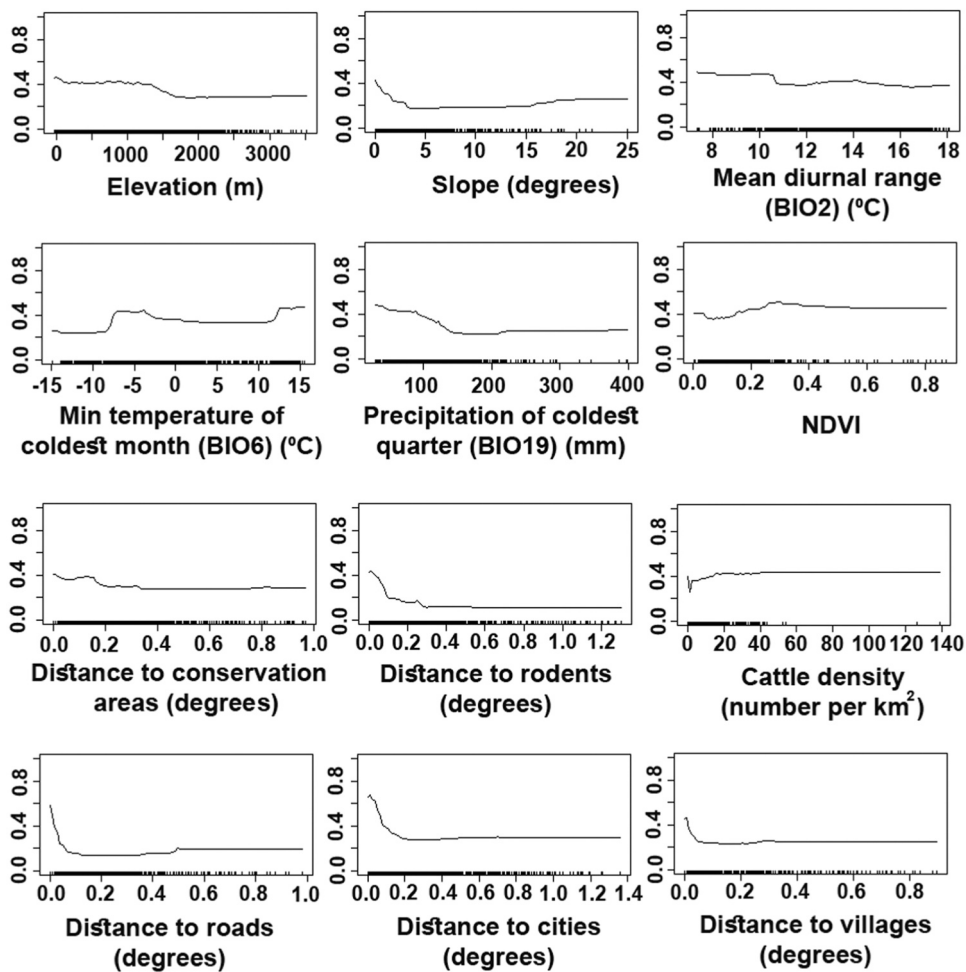 0.0 0.4 0.8
0 1000 2000 3000
Elevation (m)
0.0 0.4 0.8
0 5 10 15 20 25
Slope (degrees)
0.0 0.4 0.8
8 10 12 14 16 18
Mean diurnal range
(BIO2) (ºC)
0.0 0.4 0.8
-15 -10 -5 0 5 10 15
Min temperature of
coldest month (BIO6) (ºC)
0.0 0.4 0.8
100 200 300 400
Precipitation of coldest
quarter (BIO19) (mm)
0.0 0.4 0.8
0.0 0.2 0.4 0.6 0.8
NDVI
0.0 0.4 0.8
0.0 0.2 0.4 0.6 0.8 1.0
Distance to conservation
areas (degrees)
0.0 0.4 0.8
0.0 0.2 0.4 0.6 0.8 1.0 1.2
Distance to rodents
(degrees)
0.0 0.4 0.8
0 20 40 60 80 100 120 140
Cattle density
(number per km²)
0.0 0.4 0.8
0.0 0.2 0.4 0.6 0.8 1.0
Distance to roads
(degrees)
0.0 0.4 0.8
0.0 0.2 0.4 0.6 0.8 1.0 1.2 1.4
Distance to cities
(degrees)
0.0 0.4 0.8
0.0 0.2 0.4 0.6 0.8
Distance to villages
(degrees)